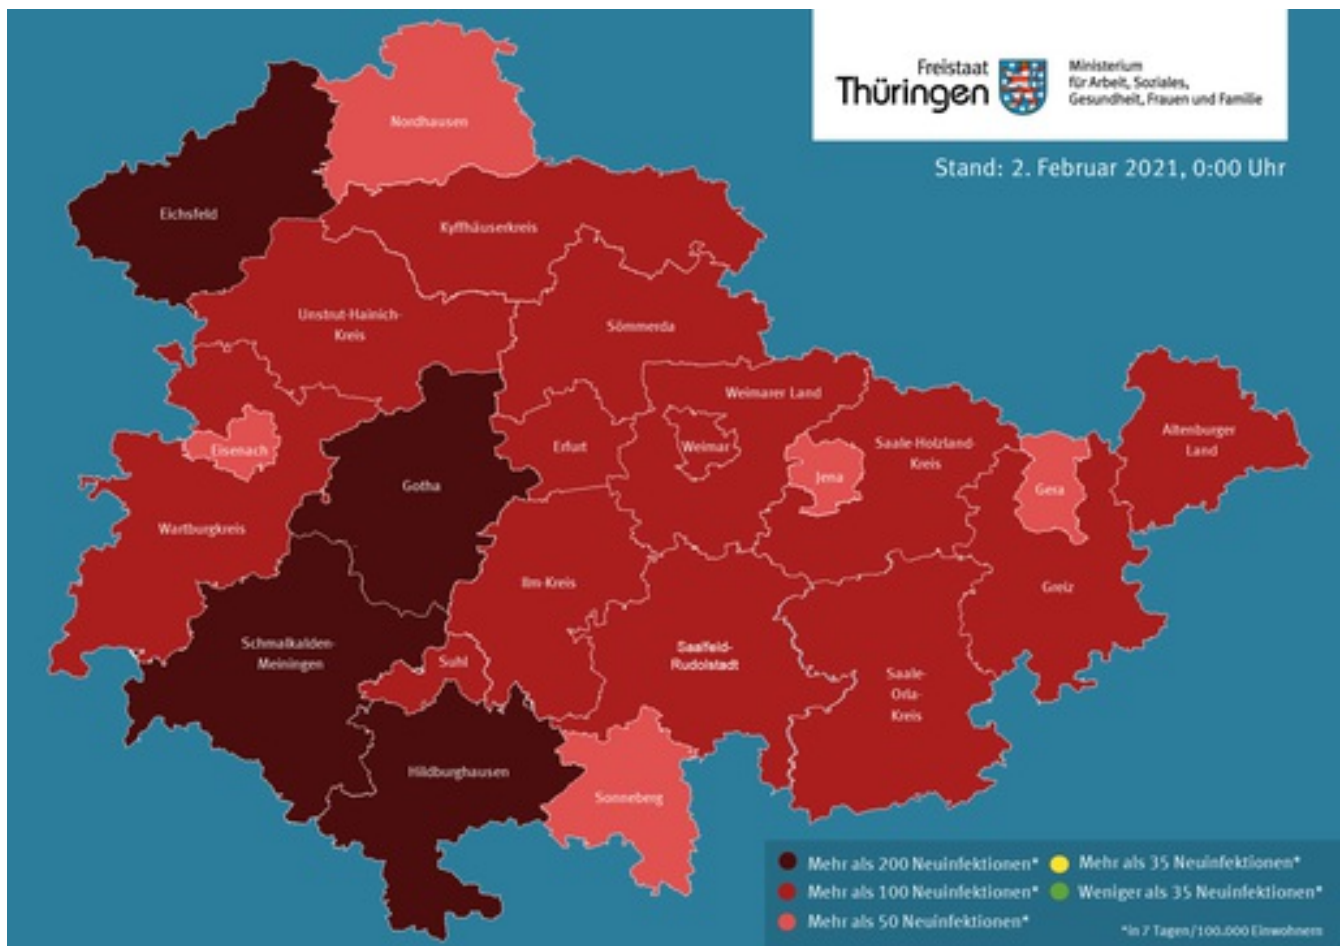 Freistaat
Thüringen
Ministerium
für Arbeit, Soziales,
Gesundheit, Frauen und Familie
Stand: 2. Februar 2021, 0:00 Uhr
Nordhausen
Eichsfeld
Kyffhäuserkreis
Unstrut-Hainich-
Kreis
Sömmerda
Weimarer Land
Eisenach
Erfurt
Weimar
Saale-Holzland-
Kreis
Altenburger
Land
Gotha
Jena
Gera
Wartburgkreis
Ilm-Kreis
Greiz
Schmalkalden-
Meiningen
Suhl
Saalfeld-
Rudolstadt
Saale-
Orla-
Kreis
Hildburghausen
Sonneberg
Mehr als 200 Neuinfektionen*
Mehr als 100 Neuinfektionen*
Mehr als 50 Neuinfektionen*
Mehr als 35 Neuinfektionen*
Weniger als 35 Neuinfektionen*
*in 7 Tagen/100.000 Einwohnern